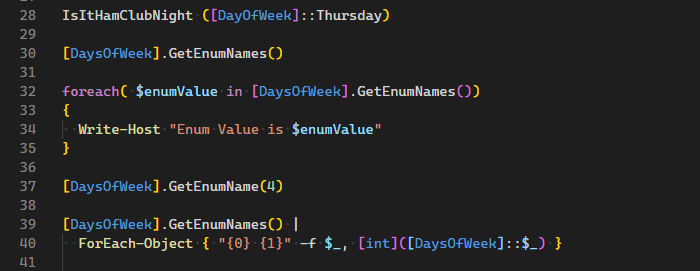 28 IsItHamClubNight ([DayOfWeek]::Thursday)
29
30 [DaysOfWeek].GetEnumNames()
31
32 foreach( $enumValue in [DaysOfWeek].GetEnumNames())
33 {
34   Write-Host "Enum Value is $enumValue"
35 }
36
37 [DaysOfWeek].GetEnumName(4)
38
39 [DaysOfWeek].GetEnumNames() |
40   ForEach-Object { "{0} {1}" -f $_, [int]([DaysOfWeek]::$_) }
41